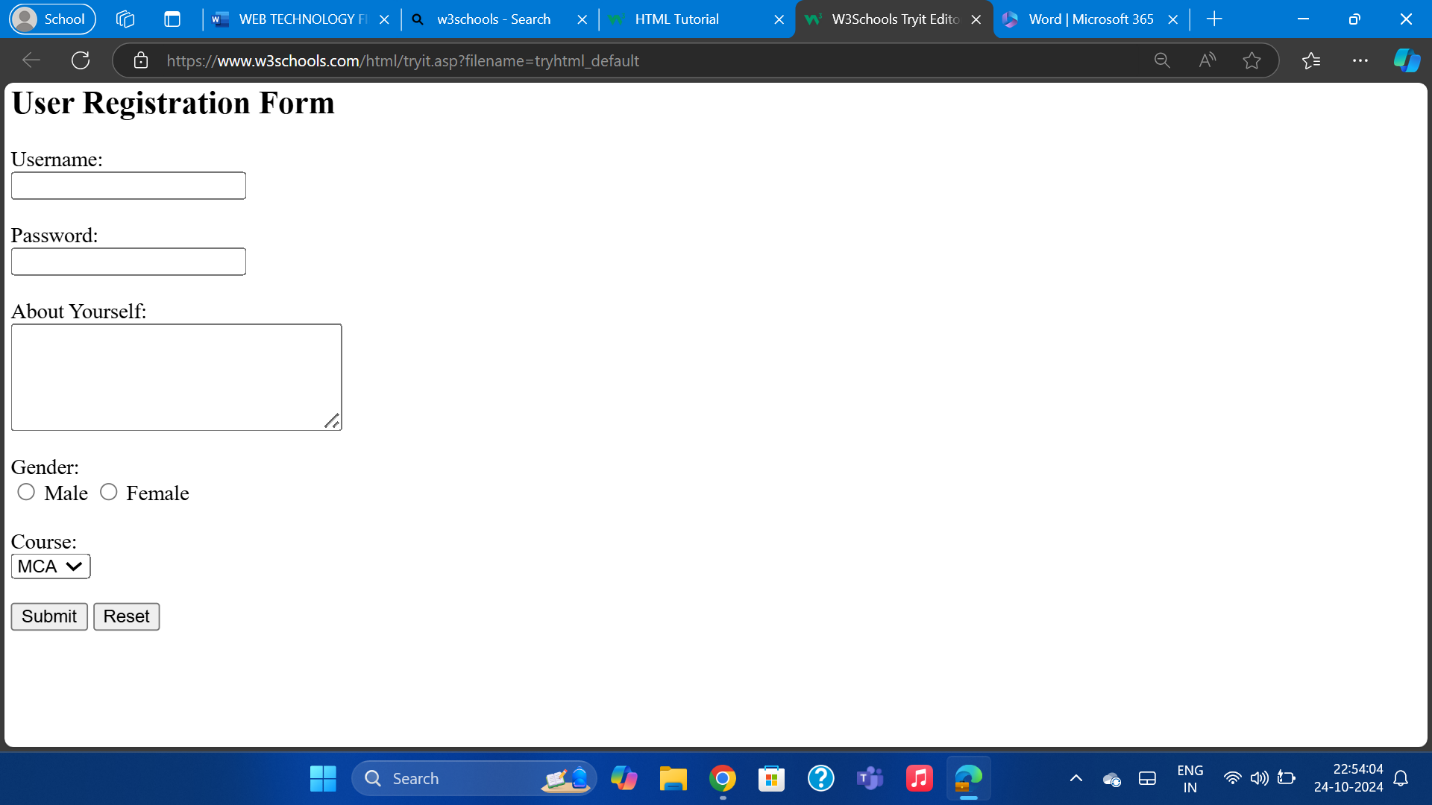 School
WEB TECHNOLOGY FI
w3schools - Search
HTML Tutorial
W3Schools Tryit Edito
Word | Microsoft 365
https://www.w3schools.com/html/tryit.asp?filename=tryhtml_default
User Registration Form
Username:
Password:
About Yourself:
Gender:
Male Female
Course:
MCA
Submit Reset
Search
ENG
IN
22:54:04
24-10-2024